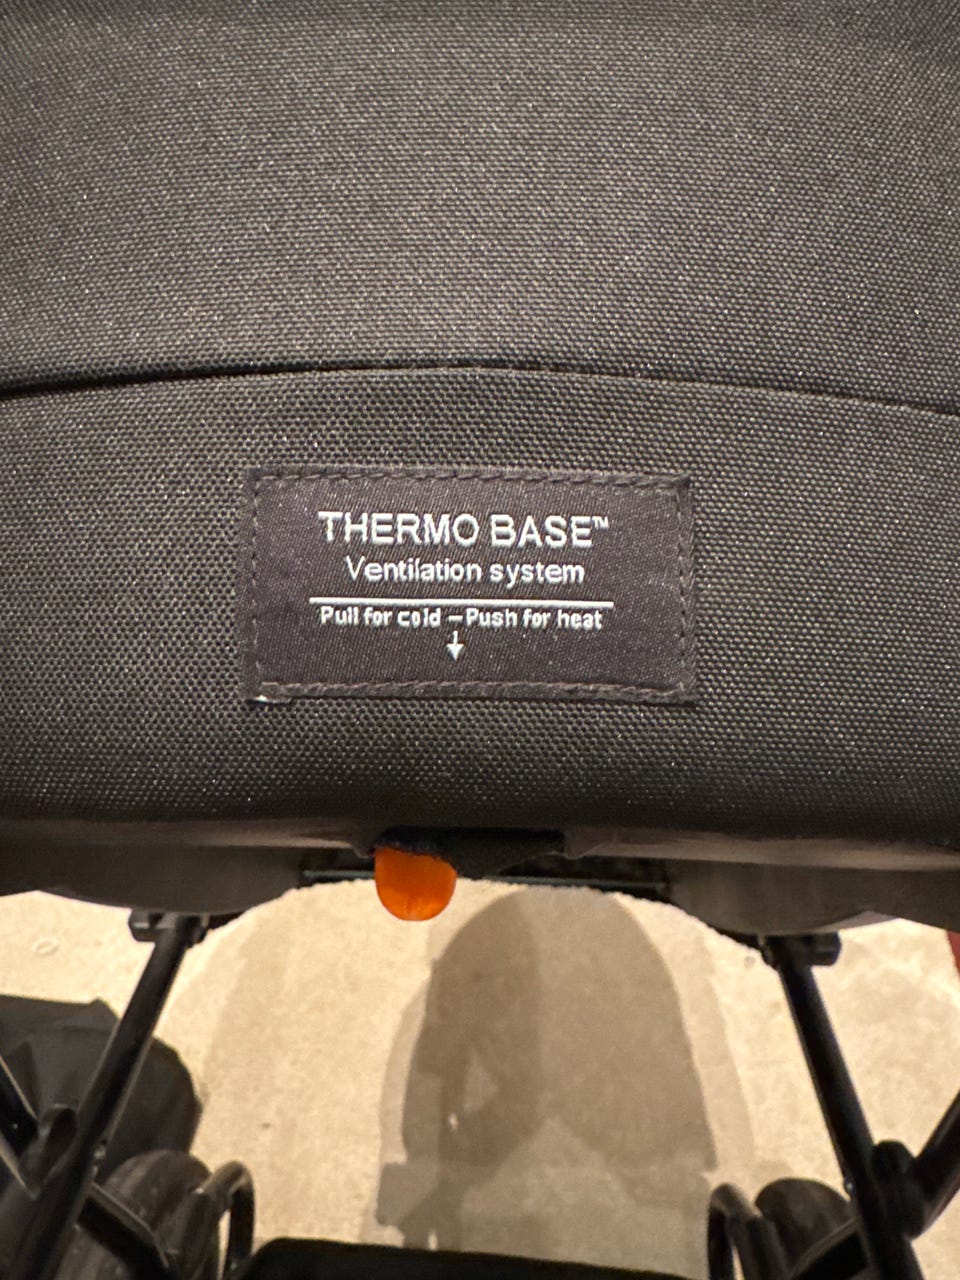 THERMO BASE™
Ventilation system
Pull for cold – Push for heat